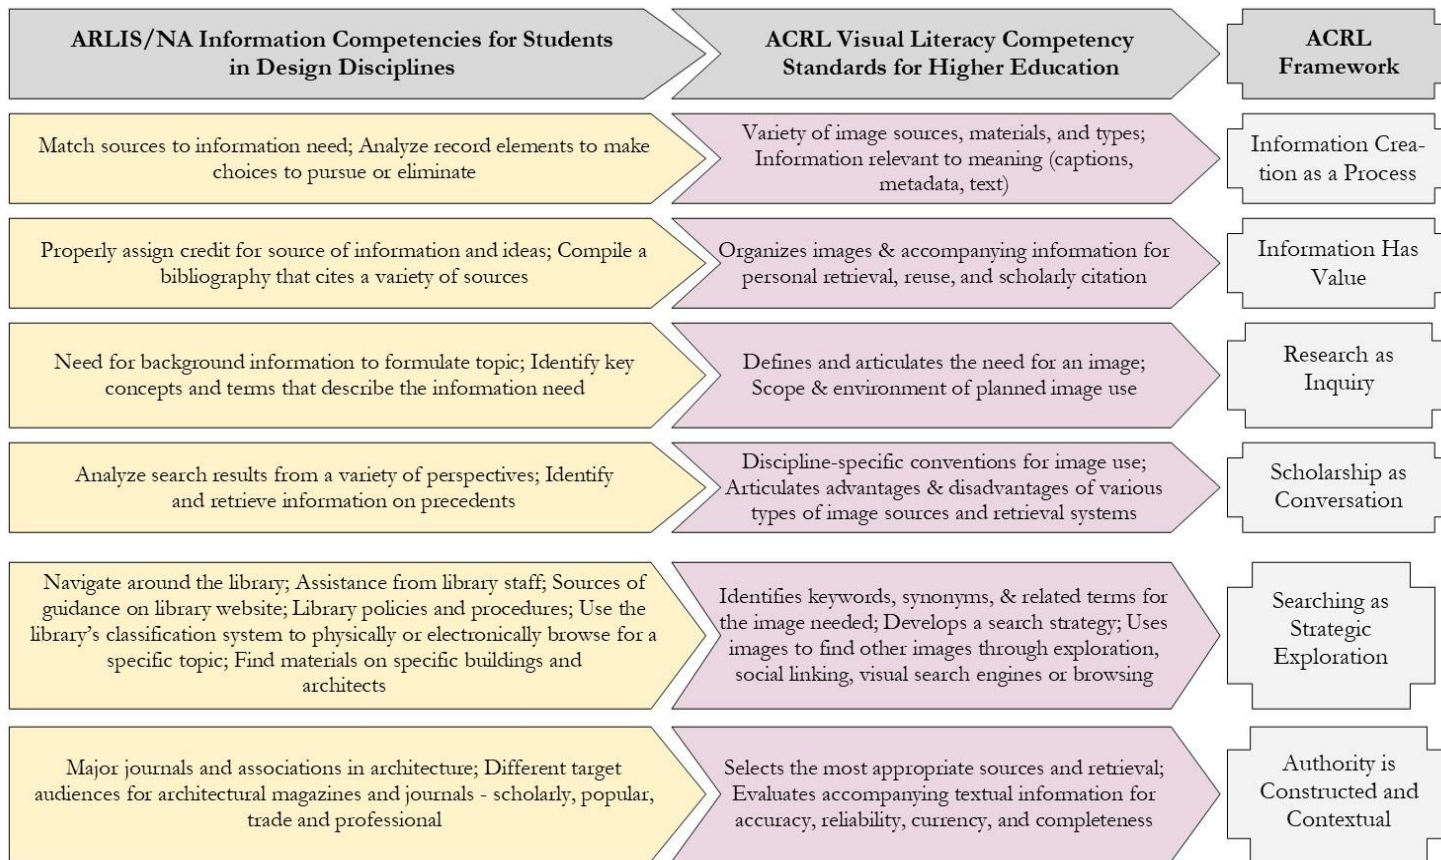 ARLIS/NA Information Competencies for Students
in Design Disciplines
ACRL Visual Literacy Competency
Standards for Higher Education
ACRL
Framework
Match sources to information need; Analyze record elements to make
choices to pursue or eliminate
Variety of image sources, materials, and types;
Information relevant to meaning (captions,
metadata, text)
Information Crea-
tion as a Process
Properly assign credit for source of information and ideas; Compile a
bibliography that cites a variety of sources
Organizes images & accompanying information for
personal retrieval, reuse, and scholarly citation
Information Has
Value
Need for background information to formulate topic; Identify key
concepts and terms that describe the information need
Defines and articulates the need for an image;
Scope & environment of planned image use
Research as
Inquiry
Analyze search results from a variety of perspectives; Identify
and retrieve information on precedents
Discipline-specific conventions for image use;
Articulates advantages & disadvantages of various
types of image sources and retrieval systems
Scholarship as
Conversation
Navigate around the library; Assistance from library staff; Sources of
guidance on library website; Library policies and procedures; Use the
library's classification system to physically or electronically browse for a
specific topic; Find materials on specific buildings and
architects
Identifies keywords, synonyms, & related terms for
the image needed; Develops a search strategy; Uses
images to find other images through exploration,
social linking, visual search engines or browsing
Searching as
Strategic
Exploration
Major journals and associations in architecture; Different target
audiences for architectural magazines and journals - scholarly, popular,
trade and professional
Selects the most appropriate sources and retrieval;
Evaluates accompanying textual information for
accuracy, reliability, currency, and completeness
Authority is
Constructed and
Contextual